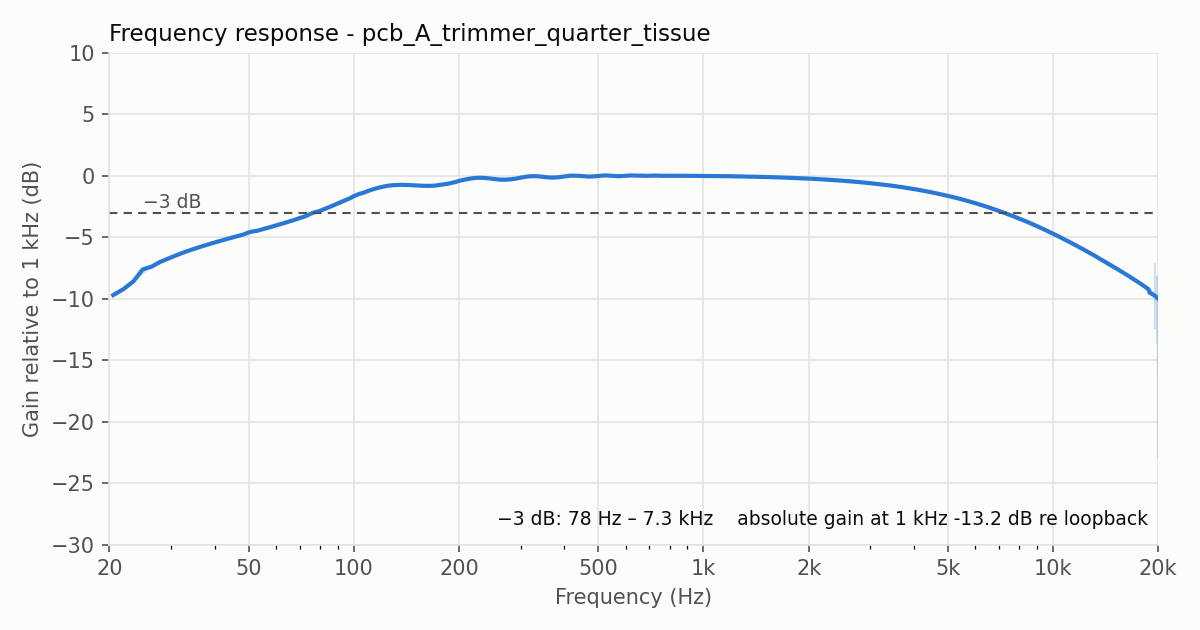 Frequency response - pcb_A_trimmer_quarter_tissue
Gain relative to 1 kHz (dB)
10
5
0
−5
−10
−15
−20
−25
−30
−3 dB
−3 dB: 78 Hz – 7.3 kHz absolute gain at 1 kHz -13.2 dB re loopback
20 50 100 200 500 1k 2k 5k 10k 20k
Frequency (Hz)